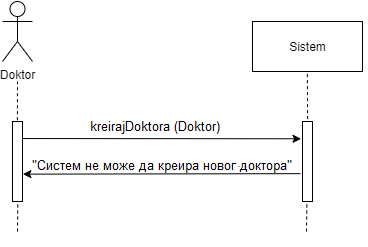 Doktor
Sistem
kreirajDoktora (Doktor)
"Систем не може да креира новог доктора"